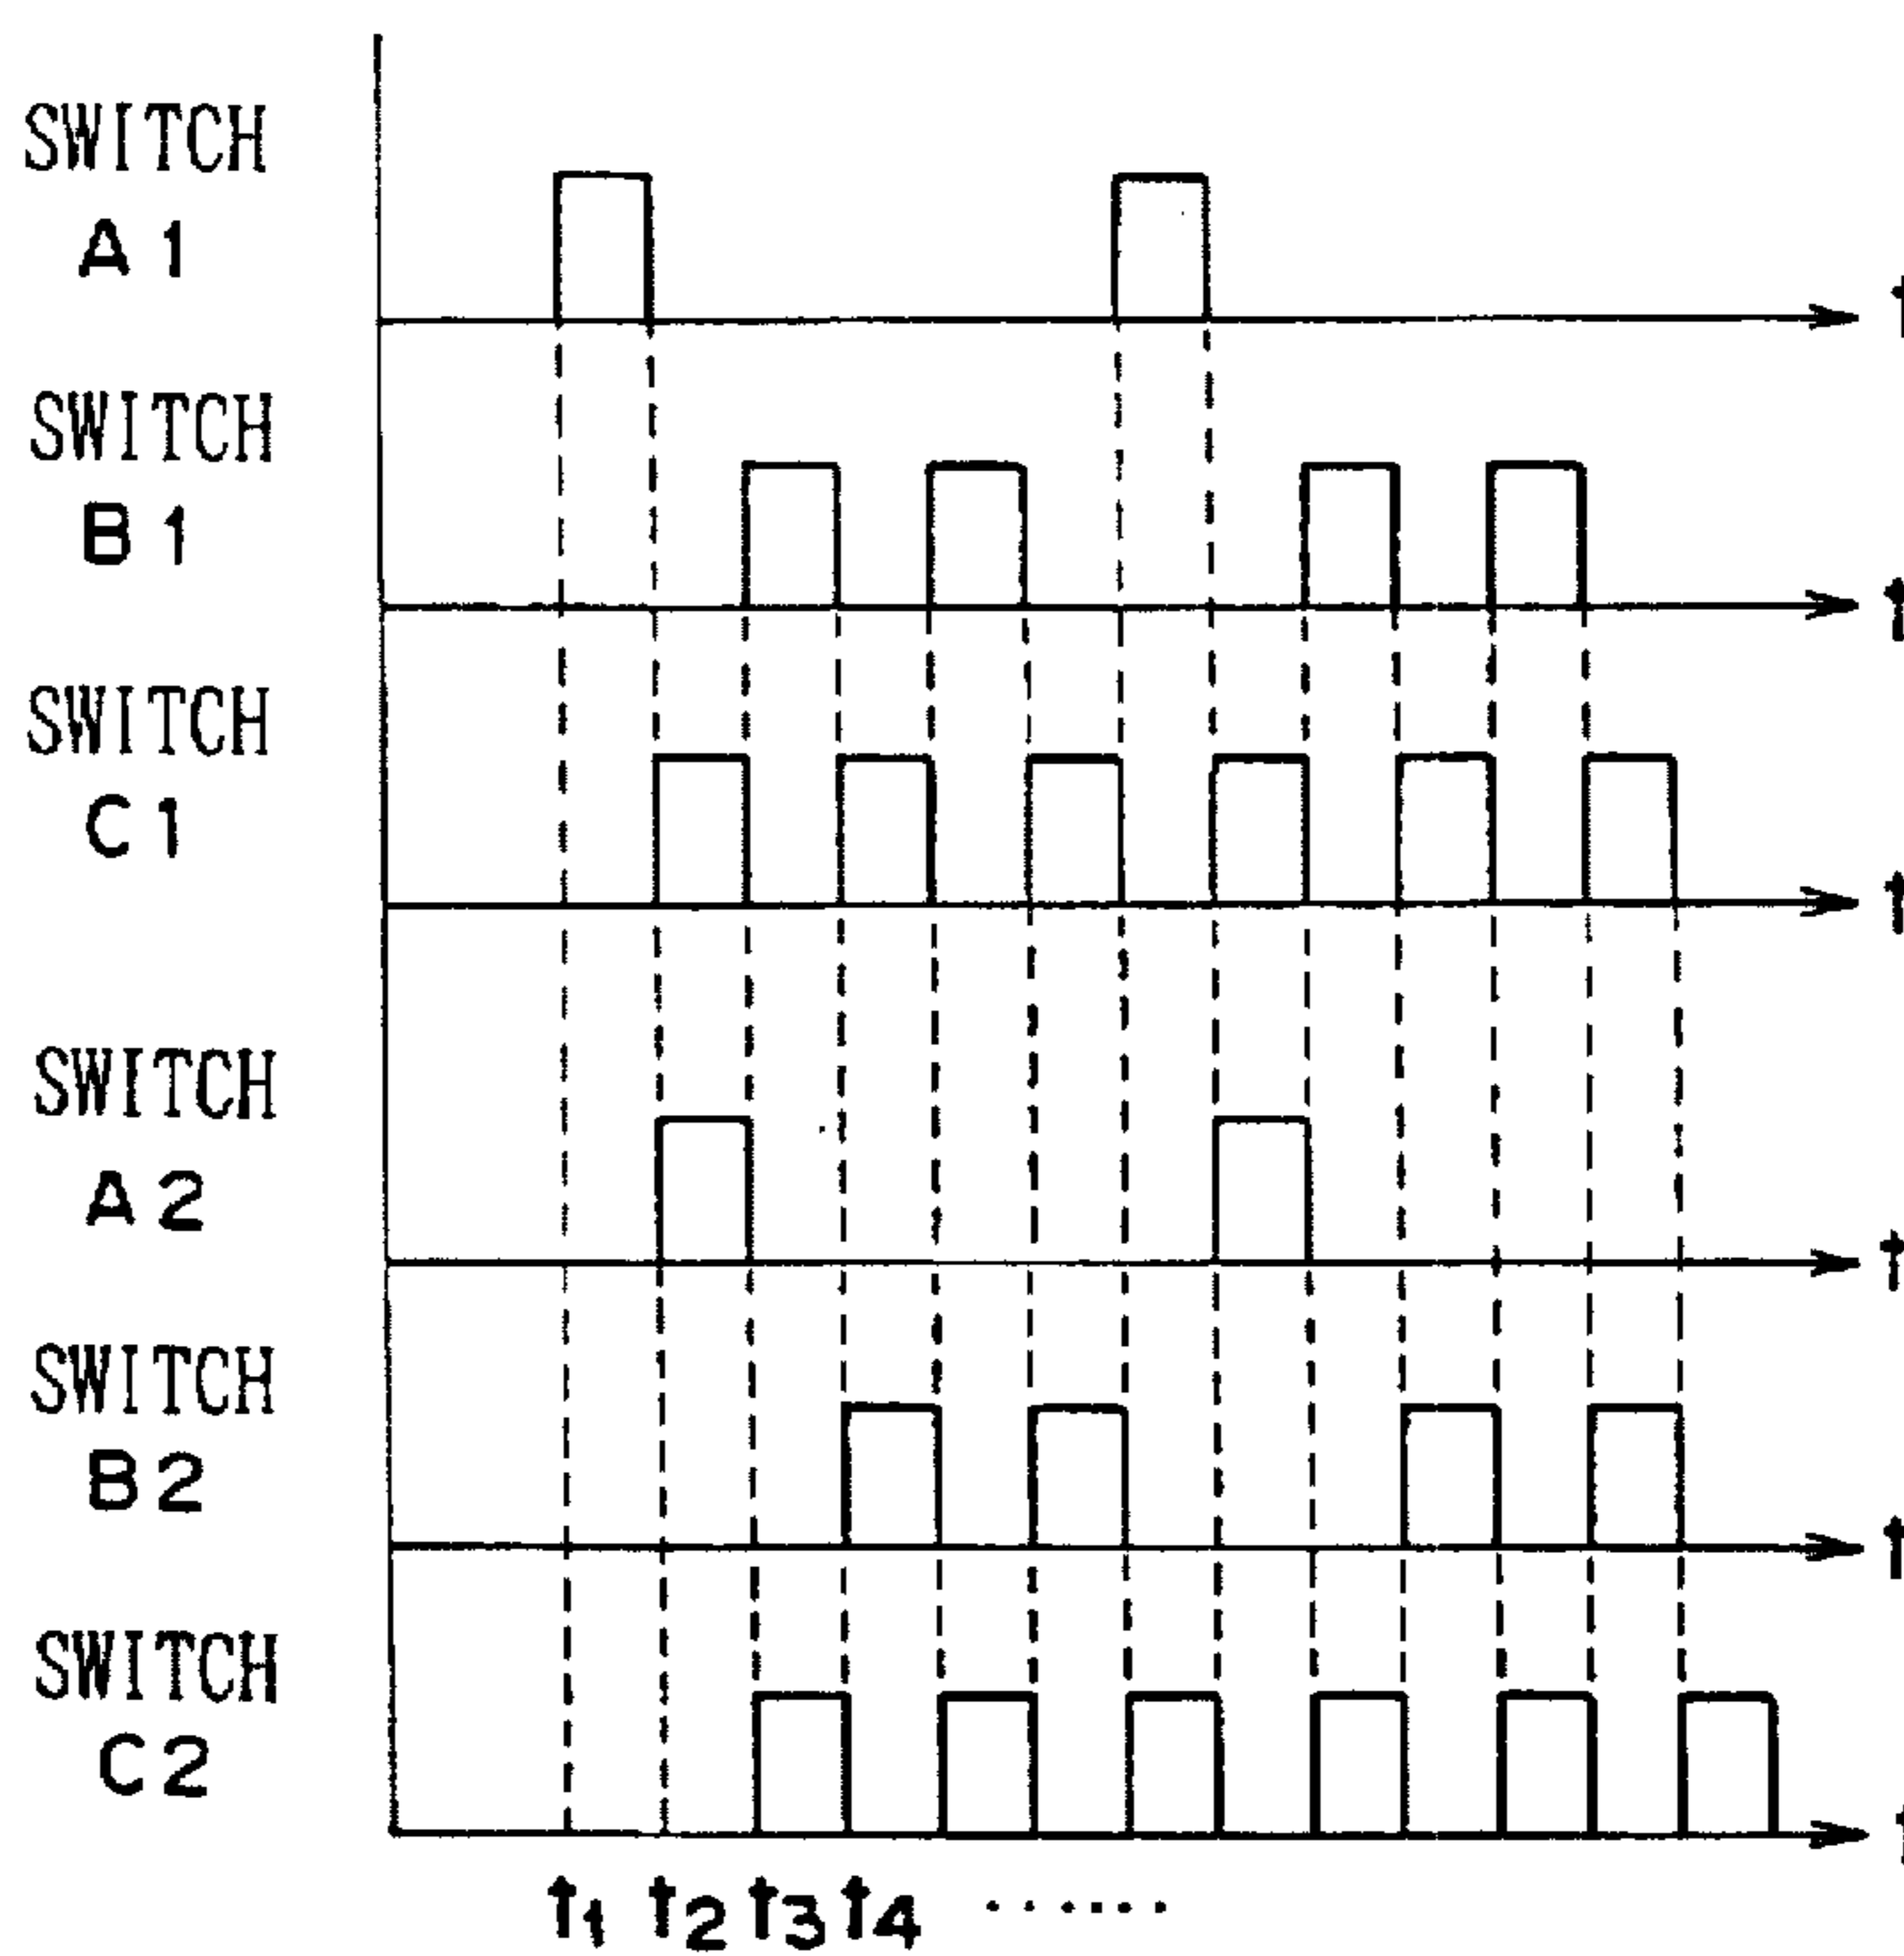 SWITCH
A1
t
SWITCH
B1
t
SWITCH
C1
t
SWITCH
A2
t
SWITCH
B2
t
SWITCH
C2
t
t1 t2 t3 t4 ······